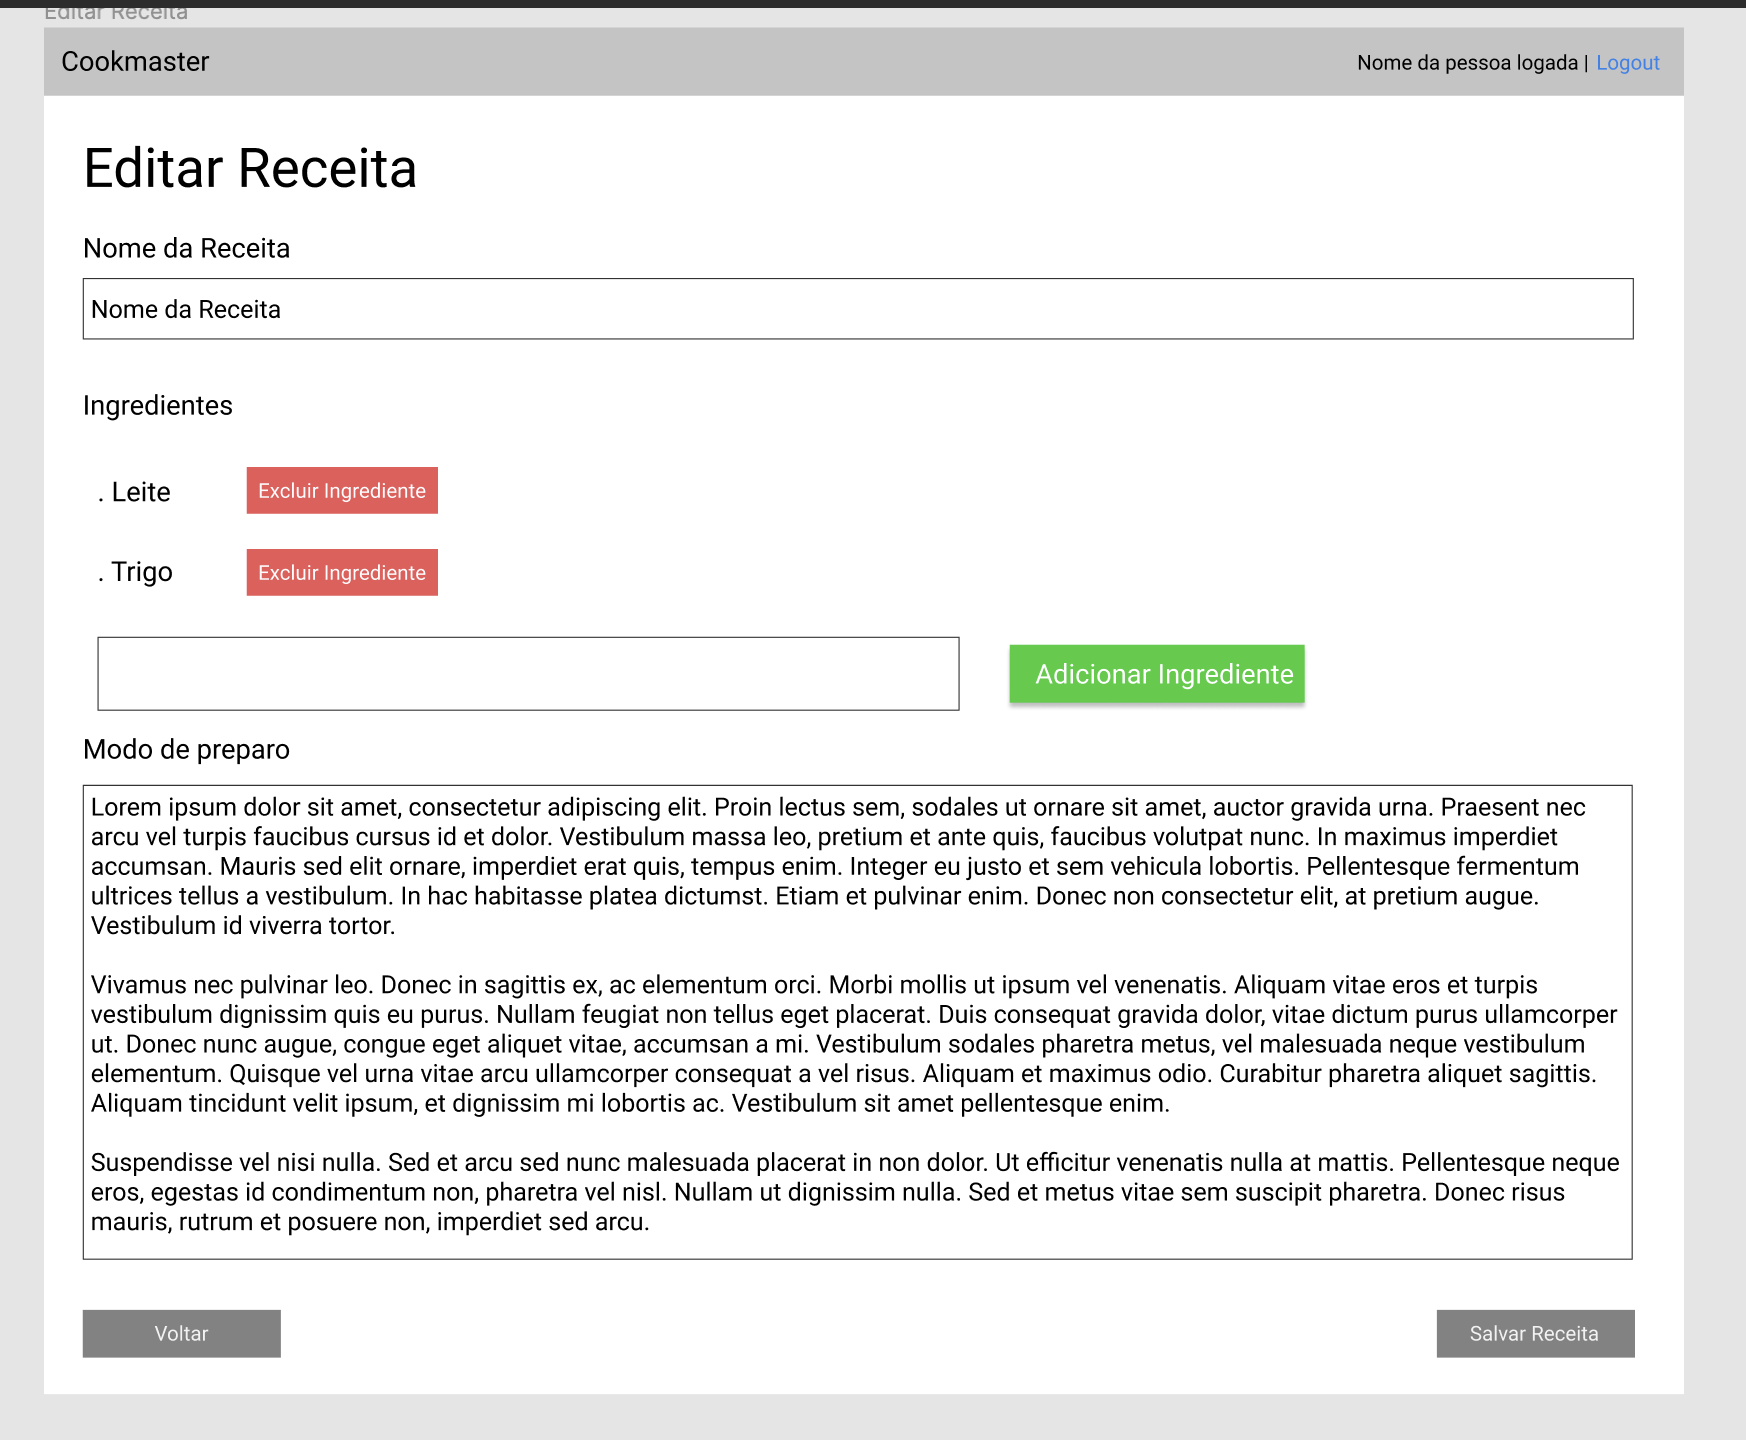 Editar Receita
Cookmaster
Nome da pessoa logada | Logout
Editar Receita
Nome da Receita
Nome da Receita
Ingredientes
. Leite
Excluir Ingrediente
. Trigo
Excluir Ingrediente
Adicionar Ingrediente
Modo de preparo
Lorem ipsum dolor sit amet, consectetur adipiscing elit. Proin lectus sem, sodales ut ornare sit amet, auctor gravida urna. Praesent nec
arcu vel turpis faucibus cursus id et dolor. Vestibulum massa leo, pretium et ante quis, faucibus volutpat nunc. In maximus imperdiet
accumsan. Mauris sed elit ornare, imperdiet erat quis, tempus enim. Integer eu justo et sem vehicula lobortis. Pellentesque fermentum
ultrices tellus a vestibulum. In hac habitasse platea dictumst. Etiam et pulvinar enim. Donec non consectetur elit, at pretium augue.
Vestibulum id viverra tortor.
Vivamus nec pulvinar leo. Donec in sagittis ex, ac elementum orci. Morbi mollis ut ipsum vel venenatis. Aliquam vitae eros et turpis
vestibulum dignissim quis eu purus. Nullam feugiat non tellus eget placerat. Duis consequat gravida dolor, vitae dictum purus ullamcorper
ut. Donec nunc augue, congue eget aliquet vitae, accumsan a mi. Vestibulum sodales pharetra metus, vel malesuada neque vestibulum
elementum. Quisque vel urna vitae arcu ullamcorper consequat a vel risus. Aliquam et maximus odio. Curabitur pharetra aliquet sagittis.
Aliquam tincidunt velit ipsum, et dignissim mi lobortis ac. Vestibulum sit amet pellentesque enim.
Suspendisse vel nisi nulla. Sed et arcu sed nunc malesuada placerat in non dolor. Ut efficitur venenatis nulla at mattis. Pellentesque neque
eros, egestas id condimentum non, pharetra vel nisl. Nullam ut dignissim nulla. Sed et metus vitae sem suscipit pharetra. Donec risus
mauris, rutrum et posuere non, imperdiet sed arcu.
Voltar
Salvar Receita